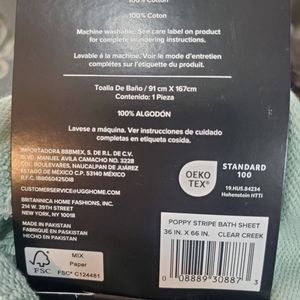 100% Cotton
100% Coton
Machine washable. See care label on product
for complete laundering instructions.
Lavable à la machine. Voir le mode d'entretien
complètes sur l'étiquette du produit.
Toalla De Baño / 91 cm X 167cm
Contenido: 1 Pieza
100% ALGODÓN
Lavese a máquina. Ver instrucciones de cuidado
completas en etiqueta cosida.
IMPORTADORA BBBMEX, S. DE R.L. DE C.V.
BLVD. MANUEL AVILA CAMACHO NO. 3228
COL. BOULEVARES, NAUCALPAN DE JUÁREZ
ESTADO DE MEXICO C.P. 53140 MÉXICO
R.F.C. IBB060425DI8
CUSTOMERSERVICE@UGGHOME.COM
BRITANNICA HOME FASHIONS, INC.
214 W. 39TH STREET
NEW YORK, NY 10018
MADE IN PAKISTAN
FABRIQUÉ EN PAKISTAN
HECHO EN PAKISTAN
OEKO
TEX®
STANDARD
100
19.HUS.84234
Hohenstein HTTI
FSC
MIX
Paper
FSC® C124481
POPPY STRIPE BATH SHEET
36 IN. X 66 IN. CLEAR CREEK
0 08889 30887 3